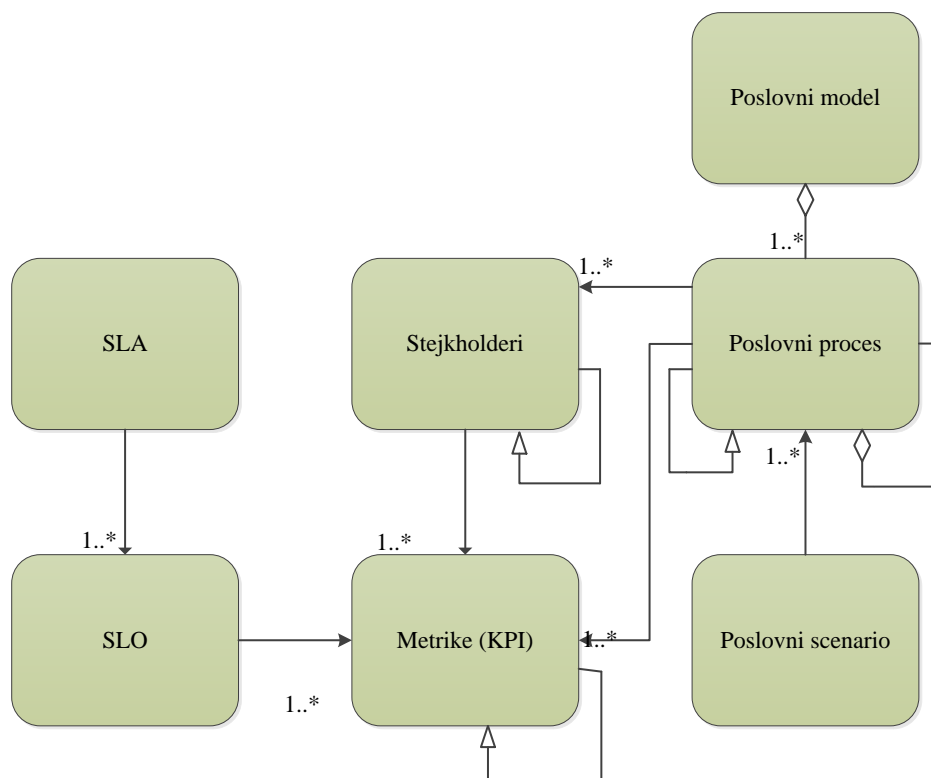 Poslovni model
1..*
1..*
SLA
Stejkholderi
Poslovni proces
1..*
1..*
1..*
SLO
Metrike (KPI)
1..*
Poslovni scenario
1..*